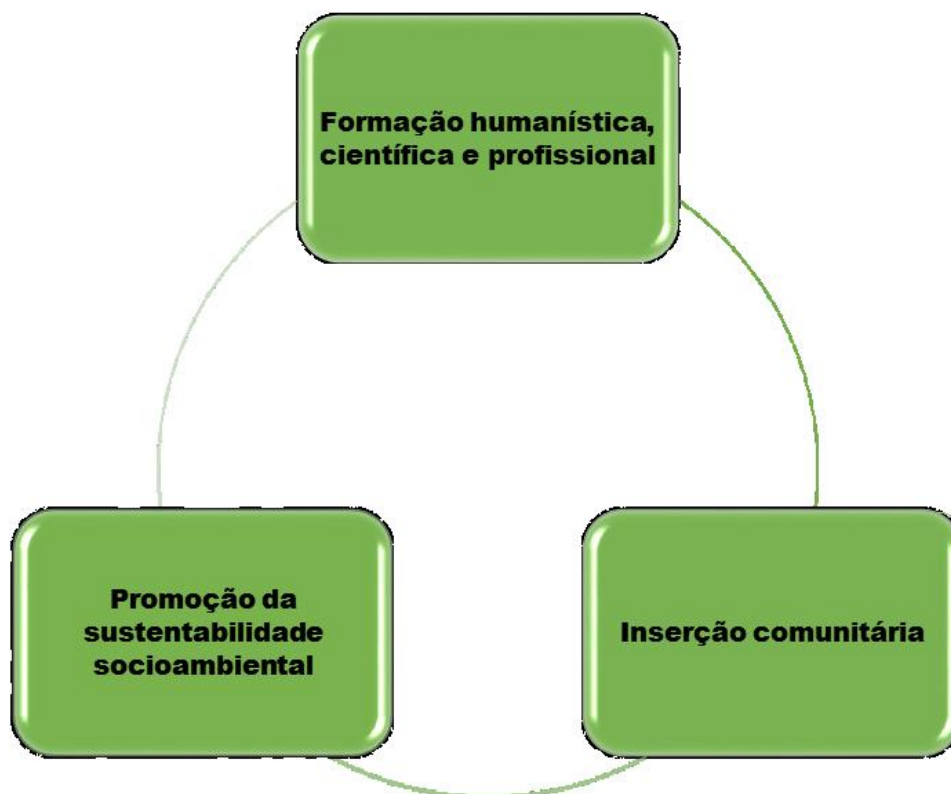 Formação humanística,
científica e profissional
Promoção da
sustentabilidade
socioambiental
Inserção comunitária